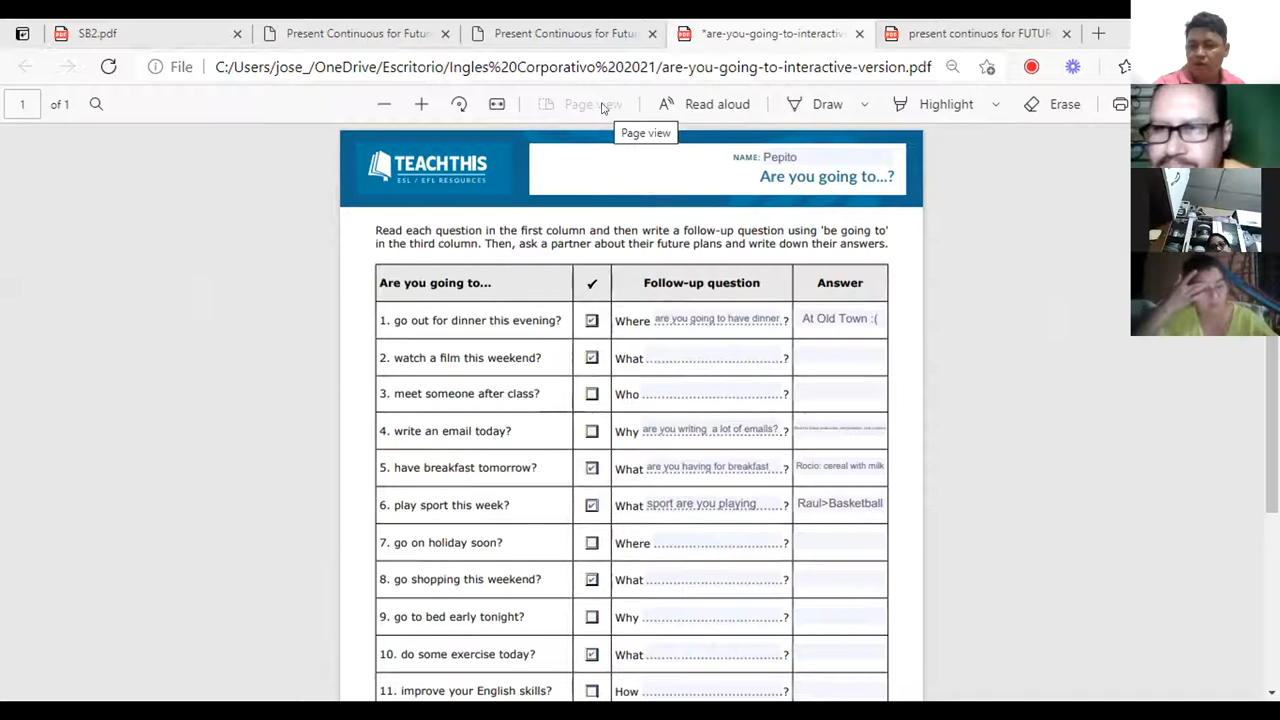 SB2.pdf
Present Continuous for Futu
Present Continuous for Futu
*are-you-going-to-interactive
present continuos for FUTUR
File C:/Users/jose_/OneDrive/Escritorio/Ingles%20Corporativo%202021/are-you-going-to-interactive-version.pdf
1 of 1
Page view
Read aloud
Draw
Highlight
Erase
Page view
TEACHTHIS
ESL / EFL RESOURCES
NAME: Pepito
Are you going to...?
Read each question in the first column and then write a follow-up question using 'be going to'
in the third column. Then, ask a partner about their future plans and write down their answers.
Are you going to... ✓ Follow-up question Answer
1. go out for dinner this evening? Where are you going to have dinner ? At Old Town :(
2. watch a film this weekend? What ..............................? 
3. meet someone after class? Who ..............................?
4. write an email today? Why are you writing a lot of emails? ?
5. have breakfast tomorrow? What are you having for breakfast ? Rocio: cereal with milk
6. play sport this week? What sport are you playing ......? Raul>Basketball
7. go on holiday soon? Where ..............................?
8. go shopping this weekend? What ..............................?
9. go to bed early tonight? Why ..............................?
10. do some exercise today? What ..............................?
11. improve your English skills? How ..............................?